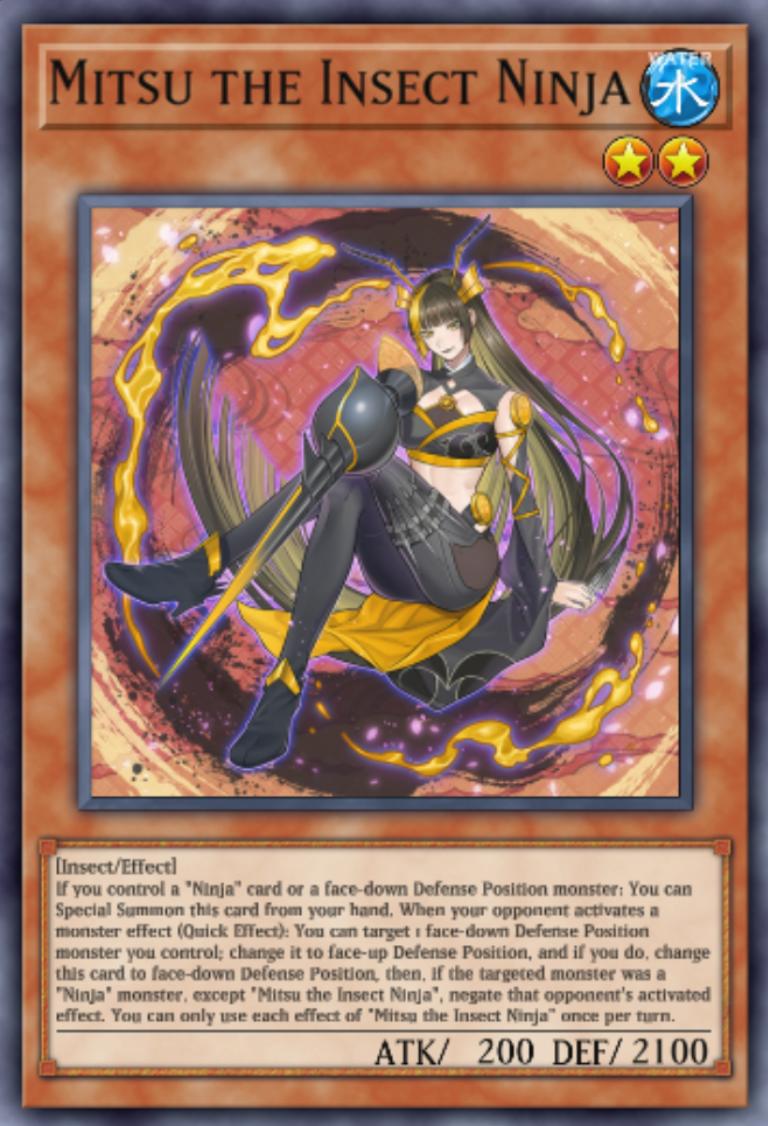 Mitsu the Insect Ninja
WATER
水
[Insect/Effect]
If you control a "Ninja" card or a face-down Defense Position monster: You can
Special Summon this card from your hand. When your opponent activates a
monster effect (Quick Effect): You can target 1 face-down Defense Position
monster you control; change it to face-up Defense Position, and if you do, change
this card to face-down Defense Position, then, if the targeted monster was a
"Ninja" monster, except "Mitsu the Insect Ninja", negate that opponent's activated
effect. You can only use each effect of "Mitsu the Insect Ninja" once per turn.
ATK/ 200 DEF/ 2100